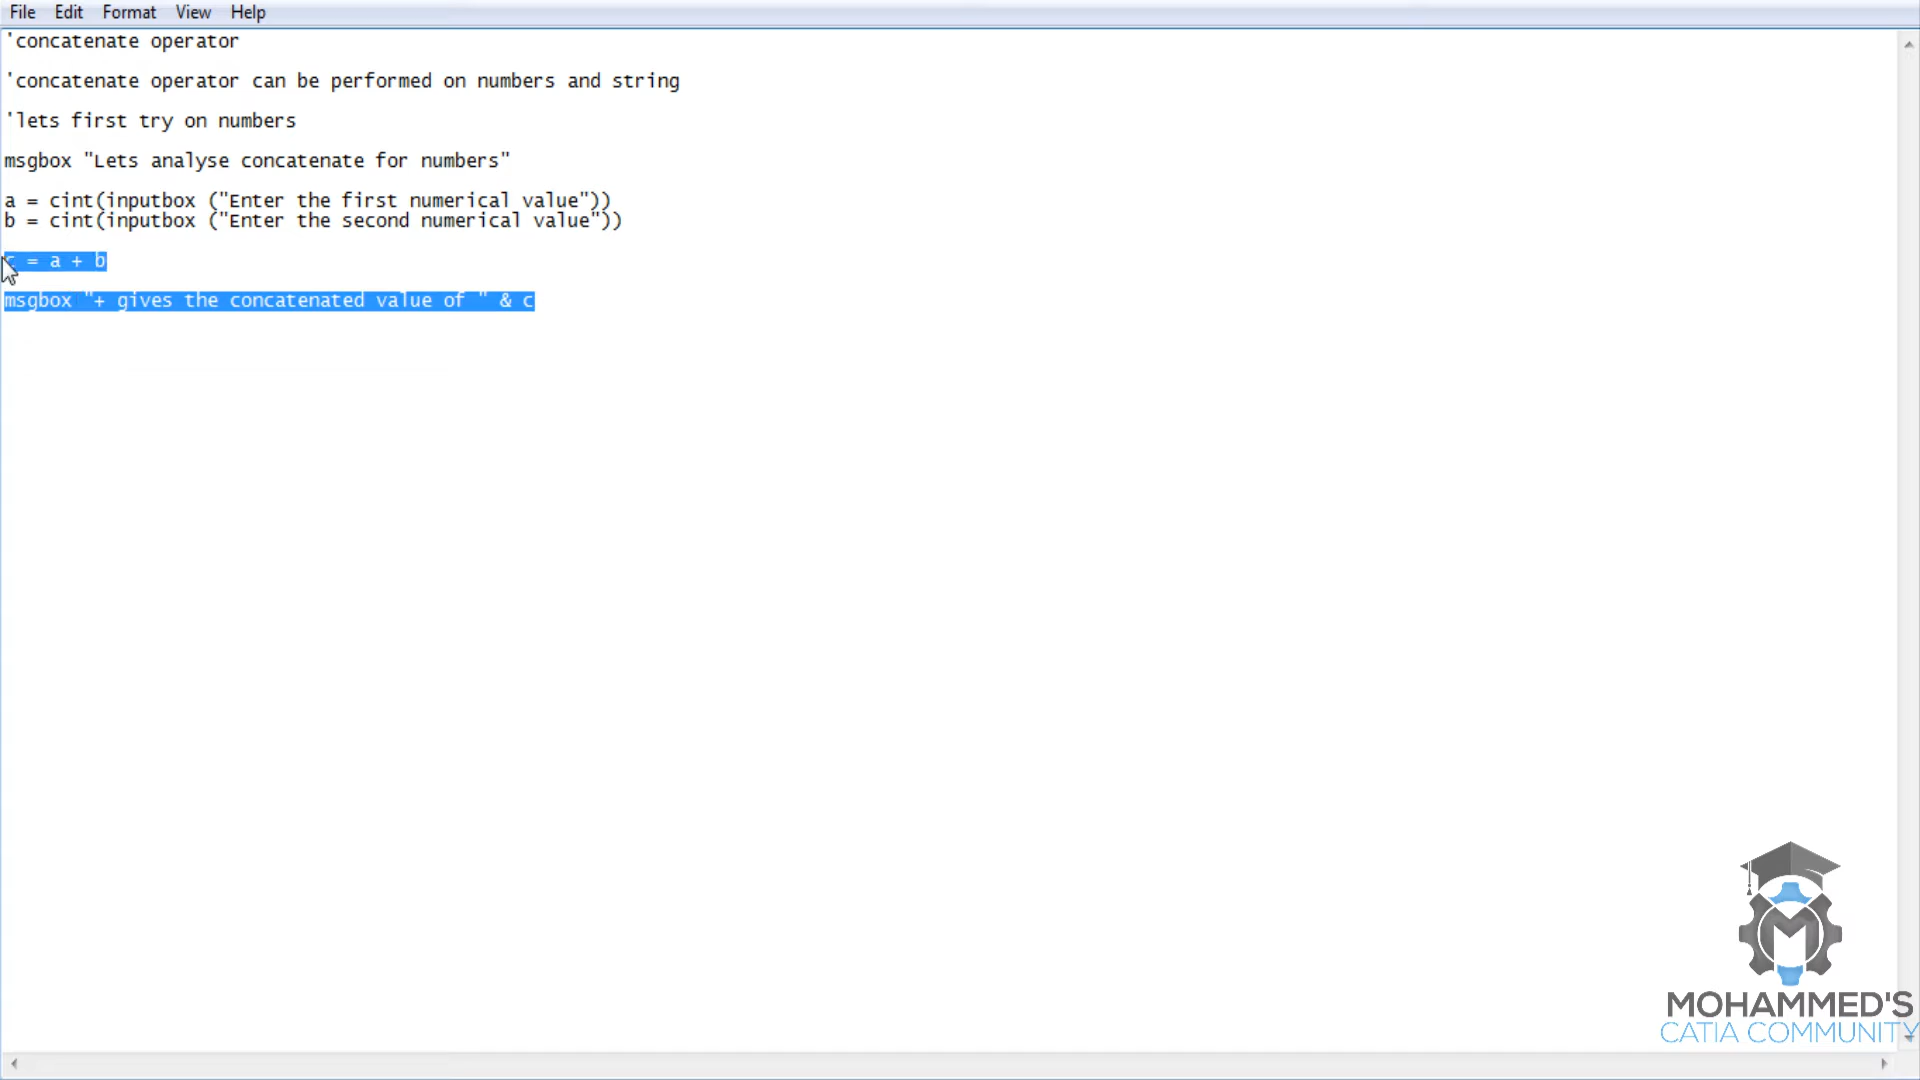 File Edit Format View Help
'concatenate operator
'concatenate operator can be performed on numbers and string
'lets first try on numbers
msgbox "Lets analyse concatenate for numbers"
a = cint(inputbox ("Enter the first numerical value"))
b = cint(inputbox ("Enter the second numerical value"))
c = a + b
msgbox "+ gives the concatenated value of " & c
MOHAMMED'S
CATIA COMMUNITY